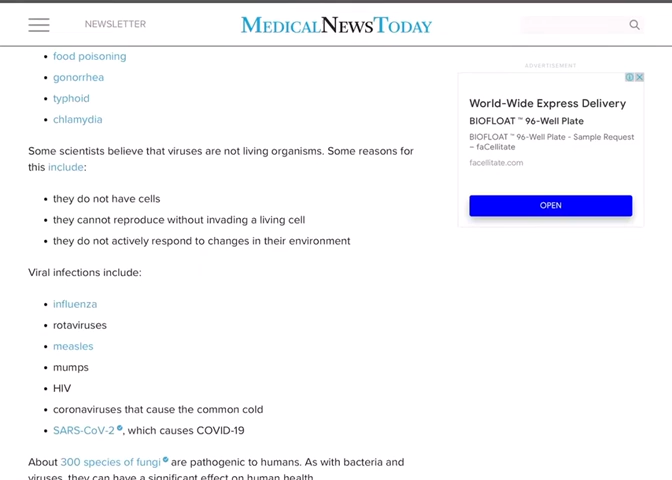 NEWSLETTER
MEDICALNEWSTODAY
food poisoning
gonorrhea
typhoid
chlamydia
Some scientists believe that viruses are not living organisms. Some reasons for
this include:
they do not have cells
they cannot reproduce without invading a living cell
they do not actively respond to changes in their environment
Viral infections include:
influenza
rotaviruses
measles
mumps
HIV
coronaviruses that cause the common cold
SARS-CoV-2, which causes COVID-19
About 300 species of fungi are pathogenic to humans. As with bacteria and
viruses, they can have a significant effect on human health.
ADVERTISEMENT
World-Wide Express Delivery
BIOFLOAT ™ 96-Well Plate
BIOFLOAT ™ 96-Well Plate - Sample Request
– faCellitate
facellitate.com
OPEN